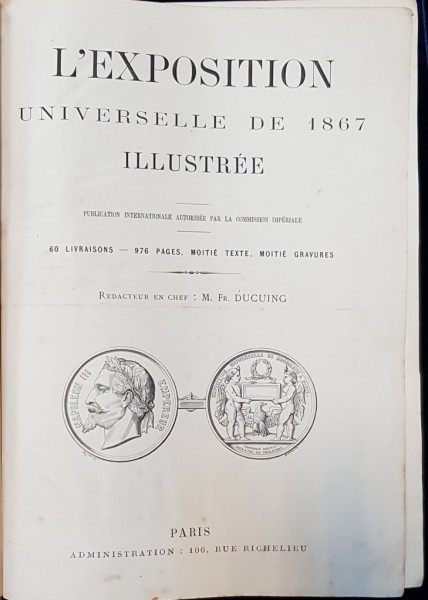 L'EXPOSITION
UNIVERSELLE DE 1867
ILLUSTRÉE
PUBLICATION INTERNATIONALE AUTORISÉE PAR LA COMMISSION IMPÉRIALE
60 LIVRAISONS — 976 PAGES, MOITIÉ TEXTE, MOITIÉ GRAVURES
REDACTEUR EN CHEF : M. FR. DUCUING
NAPOLEON III EMPEREUR
PARIS
ADMINISTRATION : 106, RUE RICHELIEU